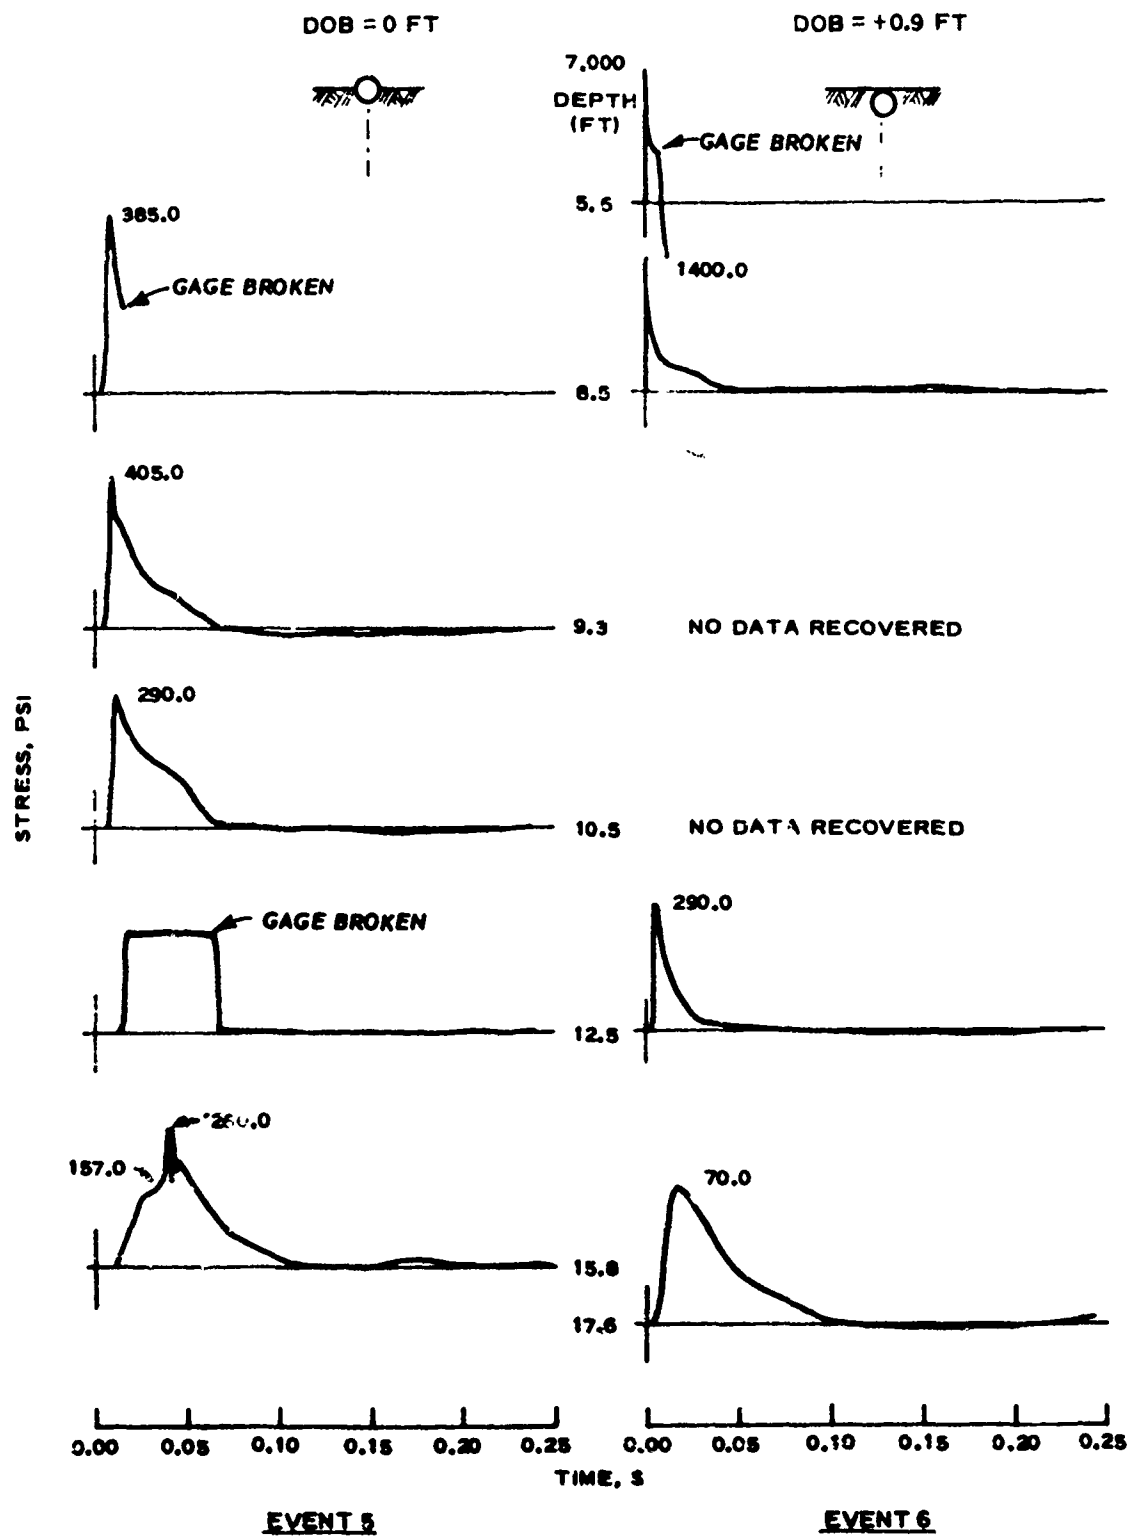 DOB = 0 FT
DOB = +0.9 FT
7,000
DEPTH
(FT)
GAGE BROKEN
5.5
385.0
GAGE BROKEN
1400.0
8.5
405.0
9.3
NO DATA RECOVERED
290.0
10.5
NO DATA RECOVERED
STRESS, PSI
GAGE BROKEN
290.0
12.5
157.0
70.0
15.8
17.6
0.00 0.05 0.10 0.15 0.20 0.25
0.00 0.05 0.10 0.15 0.20 0.25
TIME, S
EVENT 5
EVENT 6